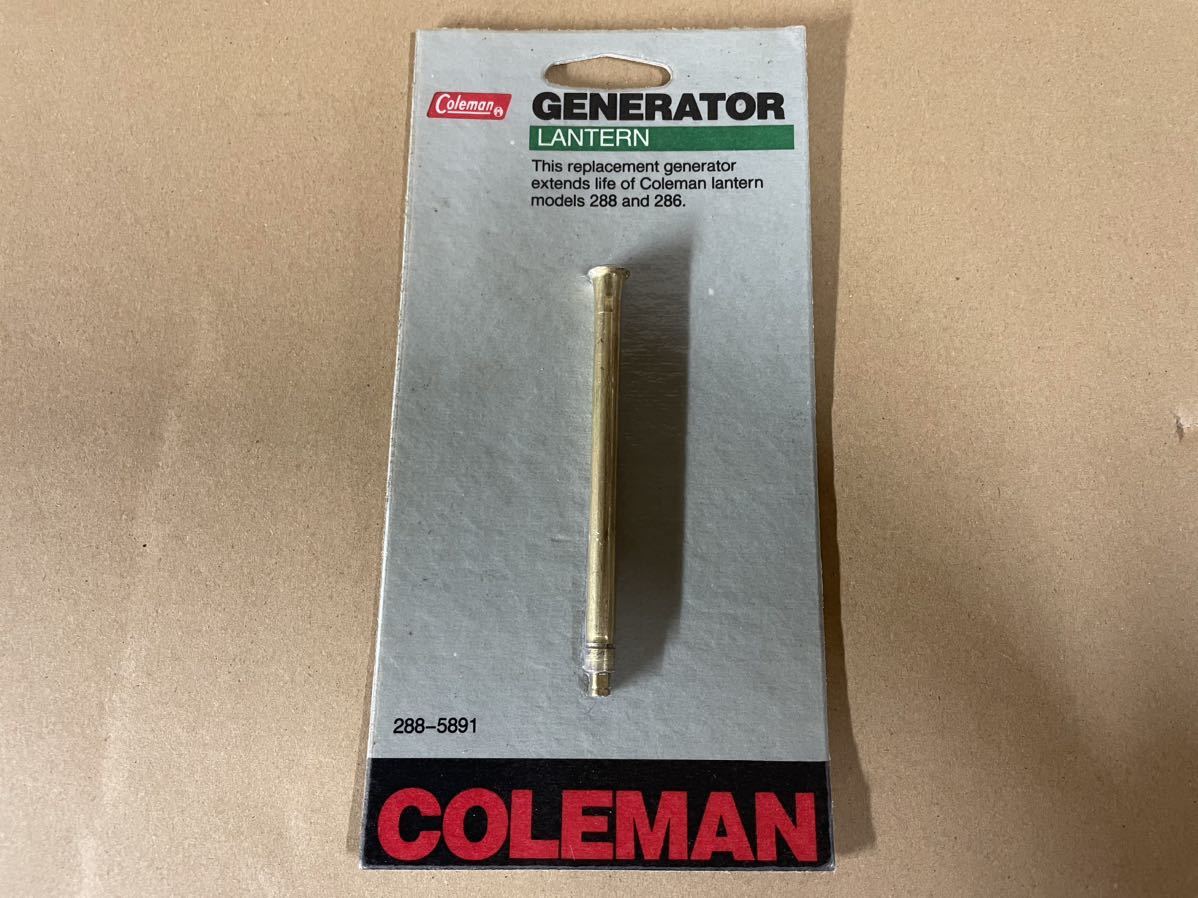 Coleman
GENERATOR
LANTERN
This replacement generator
extends life of Coleman lantern
models 288 and 286.
288-5891
COLEMAN